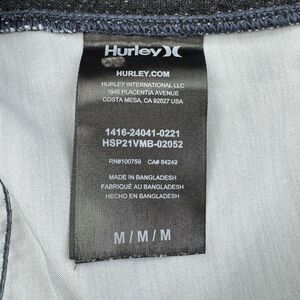 Hurley
HURLEY.COM
HURLEY INTERNATIONAL LLC
1945 PLACENTIA AVENUE
COSTA MESA, CA 92627 USA
1416-24041-0221
HSP21VMB-02052
RN#100759 CA# 64249
MADE IN BANGLADESH
FABRIQUÉ AU BANGLADESH
HECHO EN BANGLADESH
M / M / M